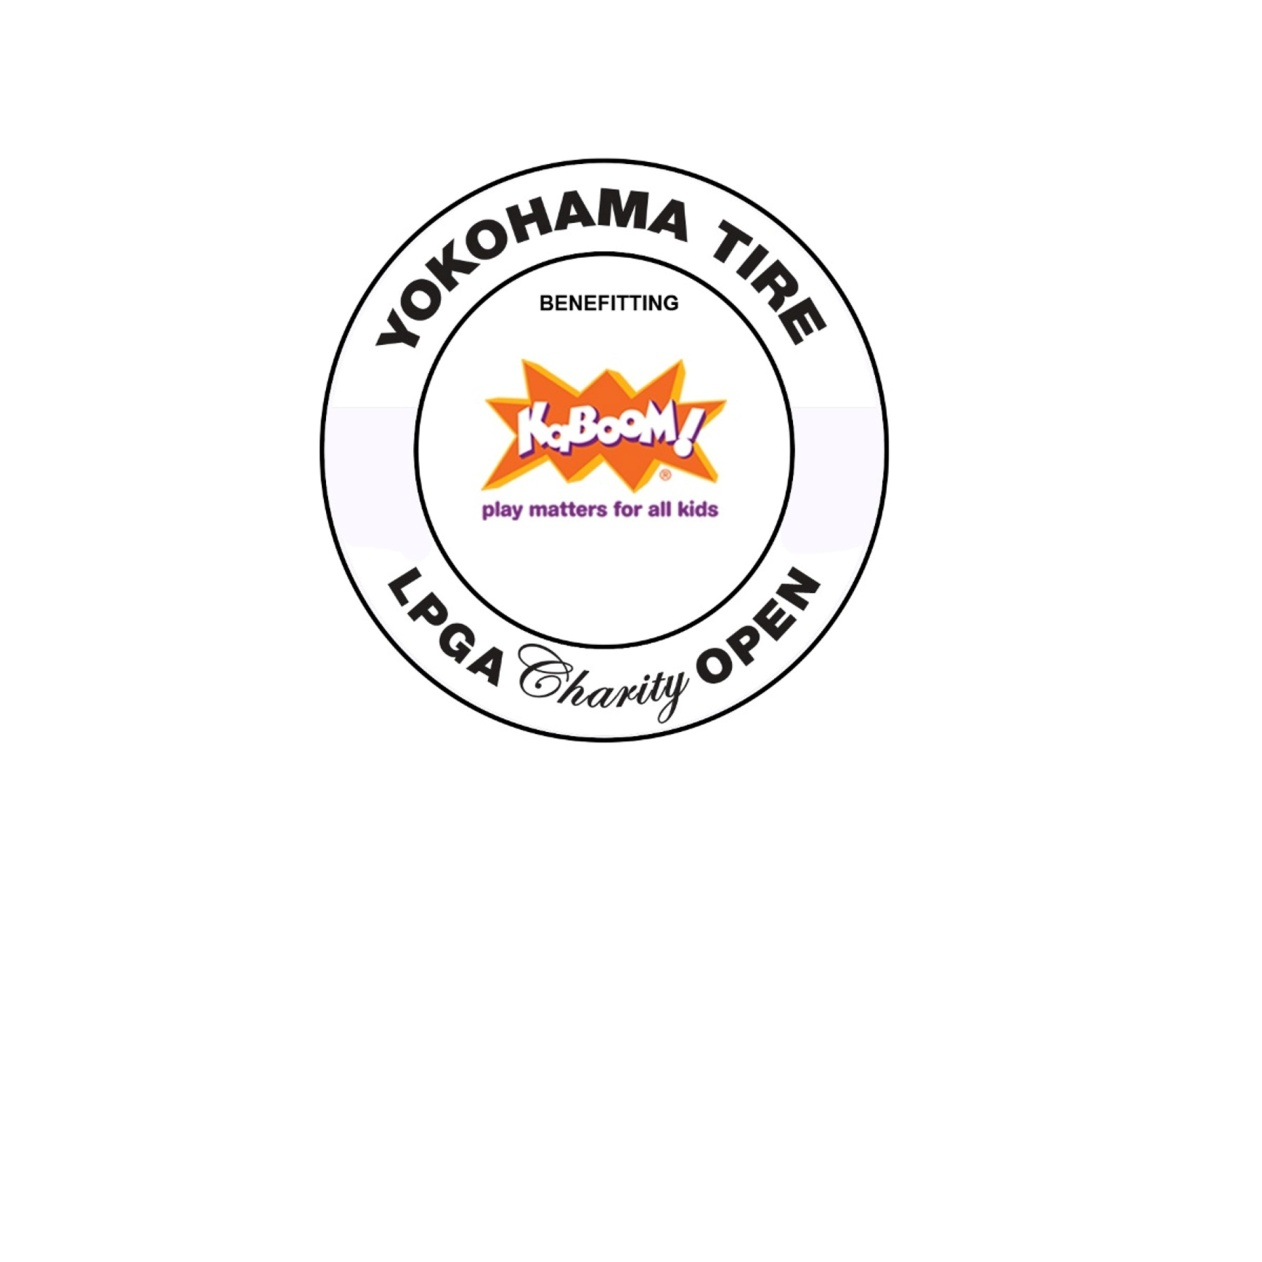 YOKOHAMA TIRE
BENEFITTING
KaBOOM!
®
play matters for all kids
LPGA Charity OPEN